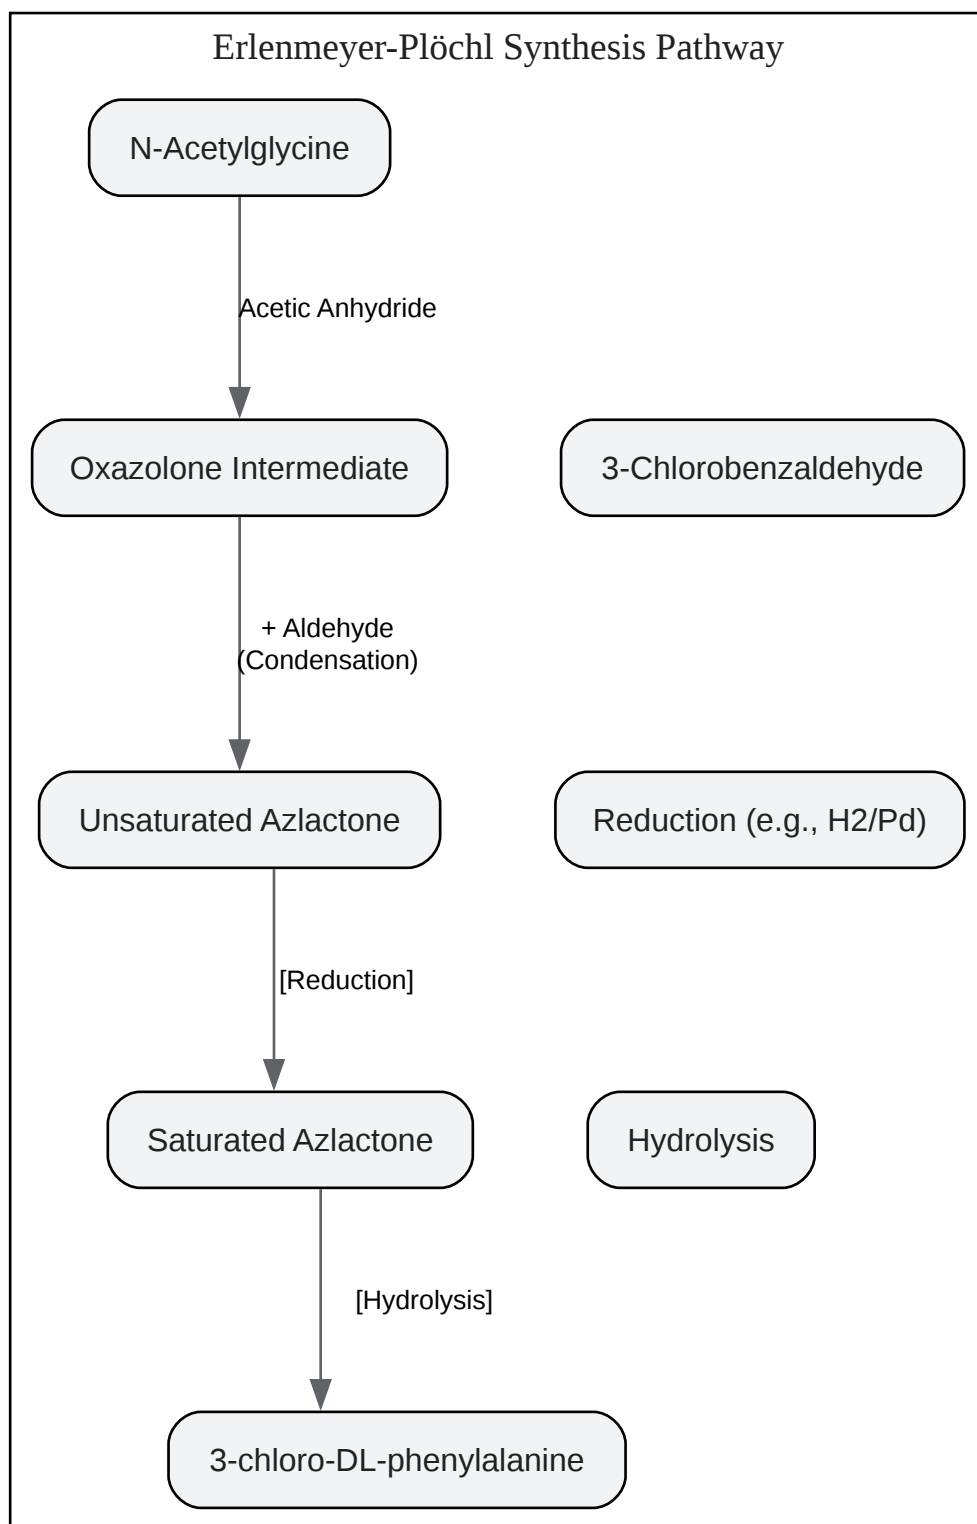 Erlenmeyer-Plöchl Synthesis Pathway
N-Acetylglycine
Acetic Anhydride
Oxazolone Intermediate
3-Chlorobenzaldehyde
+ Aldehyde
(Condensation)
Unsaturated Azlactone
Reduction (e.g., H2/Pd)
[Reduction]
Saturated Azlactone
Hydrolysis
[Hydrolysis]
3-chloro-DL-phenylalanine